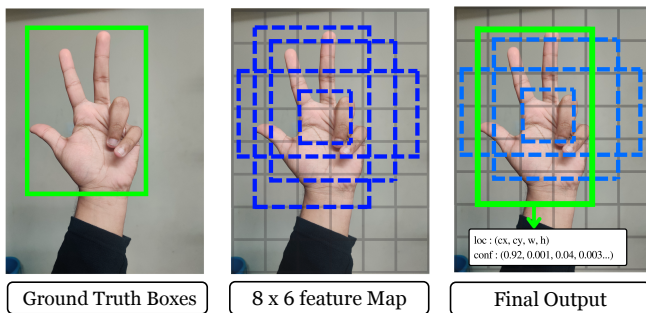 loc : (cx, cy, w, h)
conf : (0.92, 0.001, 0.04, 0.003...)
Ground Truth Boxes
8 x 6 feature Map
Final Output